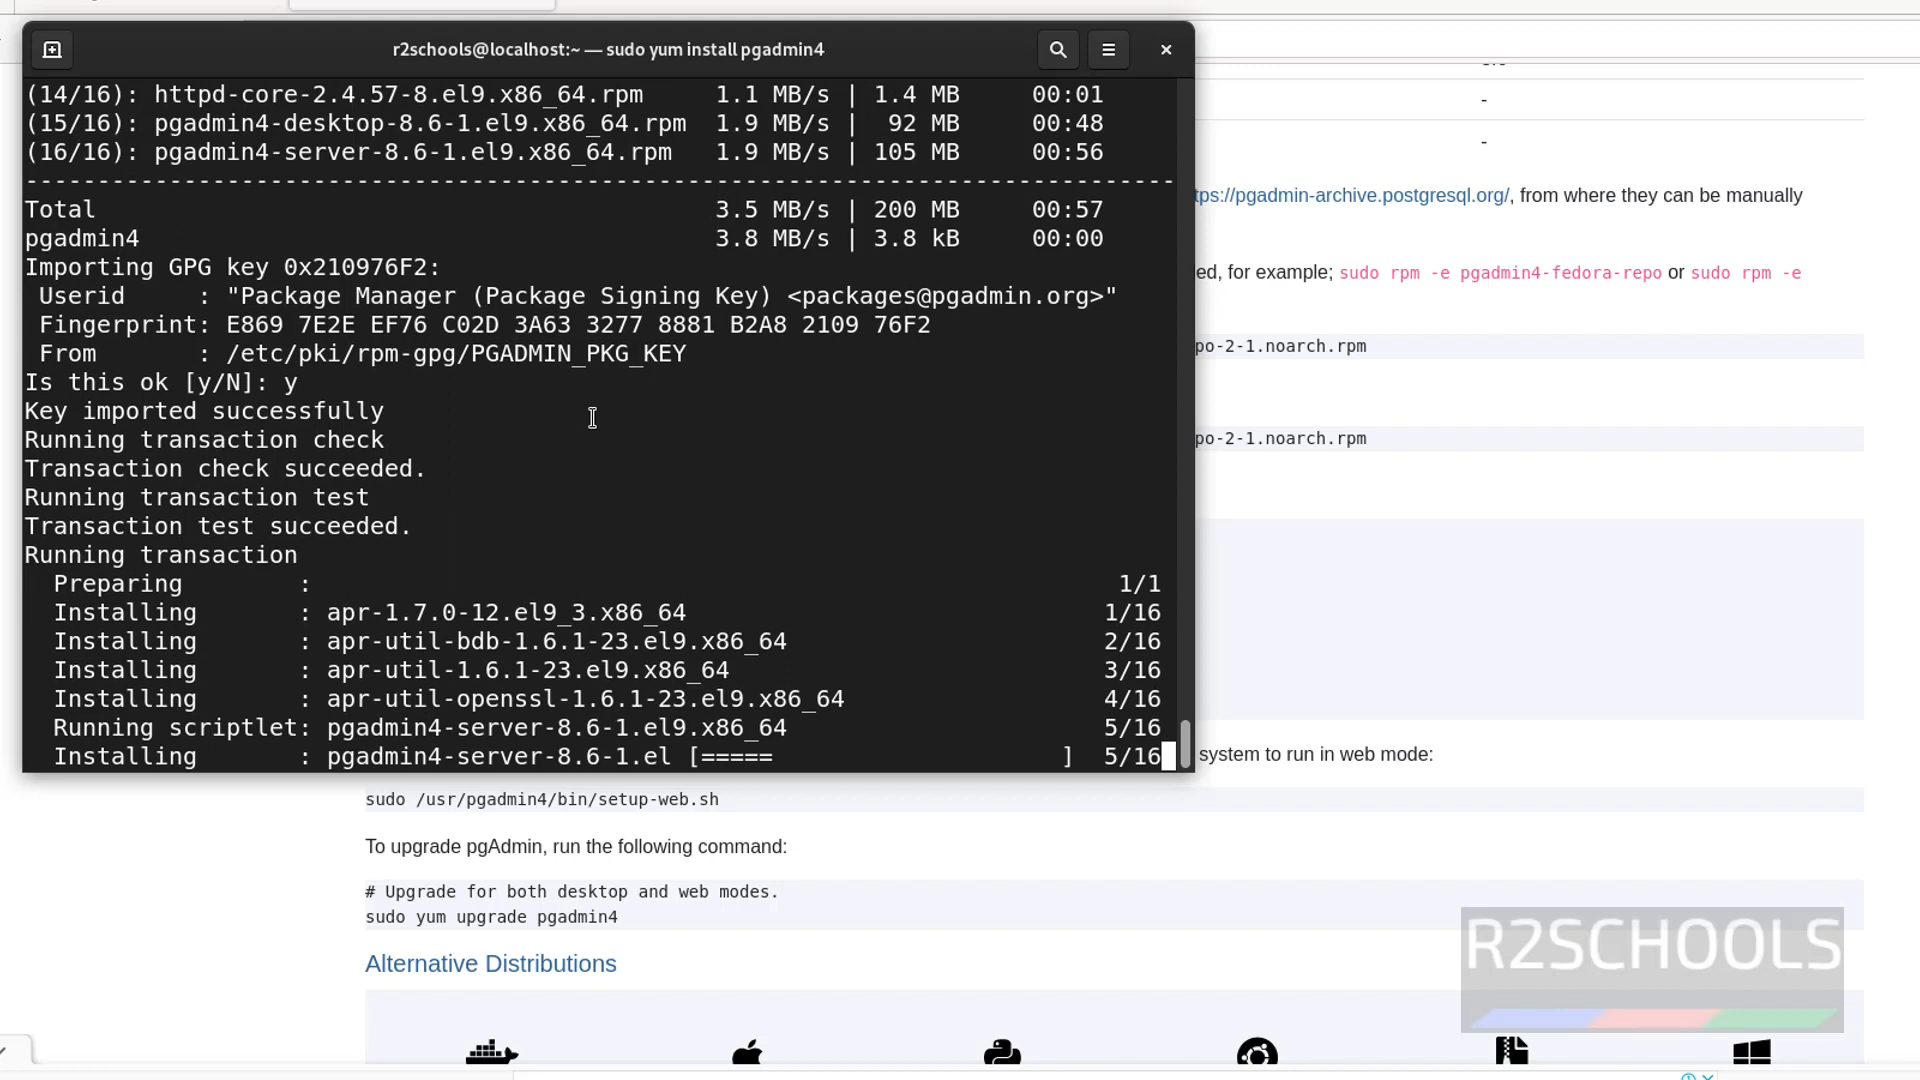 r2schools@localhost:~ — sudo yum install pgadmin4
(14/16): httpd-core-2.4.57-8.el9.x86_64.rpm 1.1 MB/s | 1.4 MB 00:01
(15/16): pgadmin4-desktop-8.6-1.el9.x86_64.rpm 1.9 MB/s | 92 MB 00:48
(16/16): pgadmin4-server-8.6-1.el9.x86_64.rpm 1.9 MB/s | 105 MB 00:56
--------------------------------------------------------------------------------
Total 3.5 MB/s | 200 MB 00:57
pgadmin4 3.8 MB/s | 3.8 kB 00:00
Importing GPG key 0x210976F2:
Userid : "Package Manager (Package Signing Key) <packages@pgadmin.org>"
Fingerprint: E869 7E2E EF76 C02D 3A63 3277 8881 B2A8 2109 76F2
From : /etc/pki/rpm-gpg/PGADMIN_PKG_KEY
Is this ok [y/N]: y
Key imported successfully
Running transaction check
Transaction check succeeded.
Running transaction test
Transaction test succeeded.
Running transaction
Preparing : 1/1
Installing : apr-1.7.0-12.el9_3.x86_64 1/16
Installing : apr-util-bdb-1.6.1-23.el9.x86_64 2/16
Installing : apr-util-1.6.1-23.el9.x86_64 3/16
Installing : apr-util-openssl-1.6.1-23.el9.x86_64 4/16
Running scriptlet: pgadmin4-server-8.6-1.el9.x86_64 5/16
Installing : pgadmin4-server-8.6-1.el [===== ] 5/16
-
-
tps://pgadmin-archive.postgresql.org/, from where they can be manually
ed, for example; sudo rpm -e pgadmin4-fedora-repo or sudo rpm -e
po-2-1.noarch.rpm
po-2-1.noarch.rpm
system to run in web mode:
sudo /usr/pgadmin4/bin/setup-web.sh
To upgrade pgAdmin, run the following command:
# Upgrade for both desktop and web modes.
sudo yum upgrade pgadmin4
Alternative Distributions
R2SCHOOLS